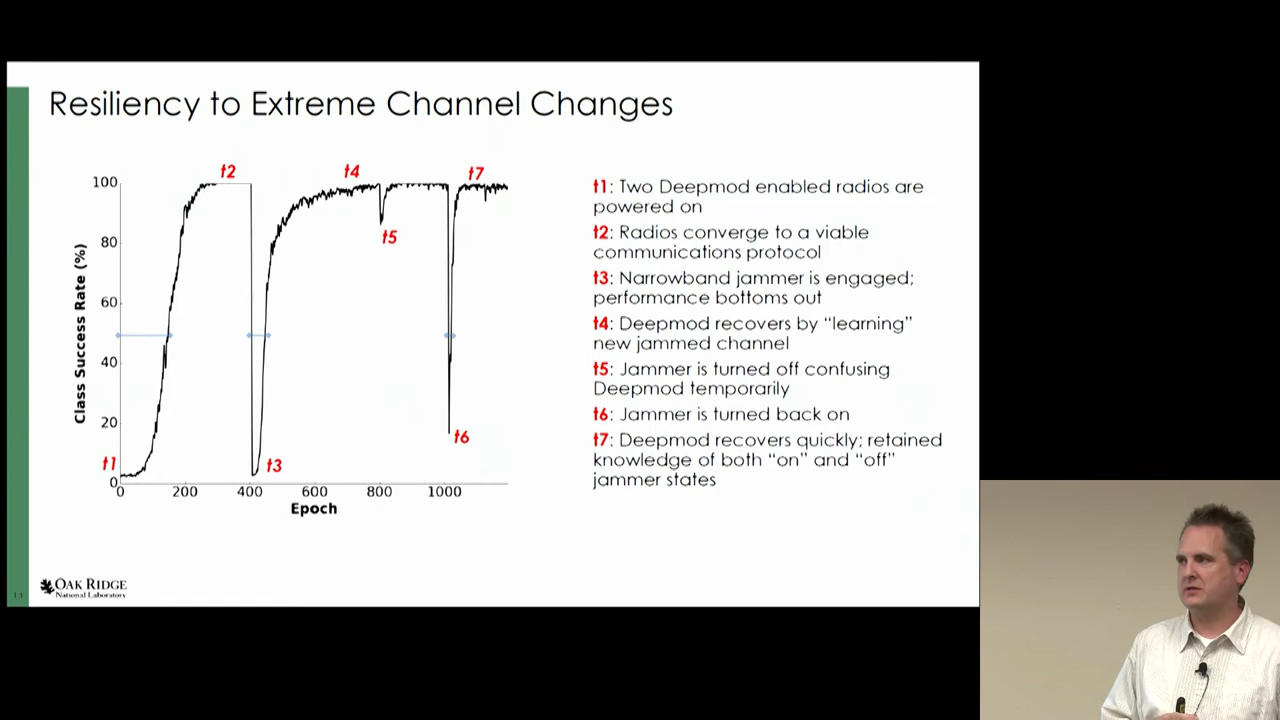 Resiliency to Extreme Channel Changes
t2
t4
t7
100
t5
80
60
Class Success Rate (%)
40
20
t6
t1
t3
0
0 200 400 600 800 1000
Epoch
t1: Two Deepmod enabled radios are
powered on
t2: Radios converge to a viable
communications protocol
t3: Narrowband jammer is engaged;
performance bottoms out
t4: Deepmod recovers by “learning”
new jammed channel
t5: Jammer is turned off confusing
Deepmod temporarily
t6: Jammer is turned back on
t7: Deepmod recovers quickly; retained
knowledge of both “on” and “off”
jammer states
OAK RIDGE
National Laboratory